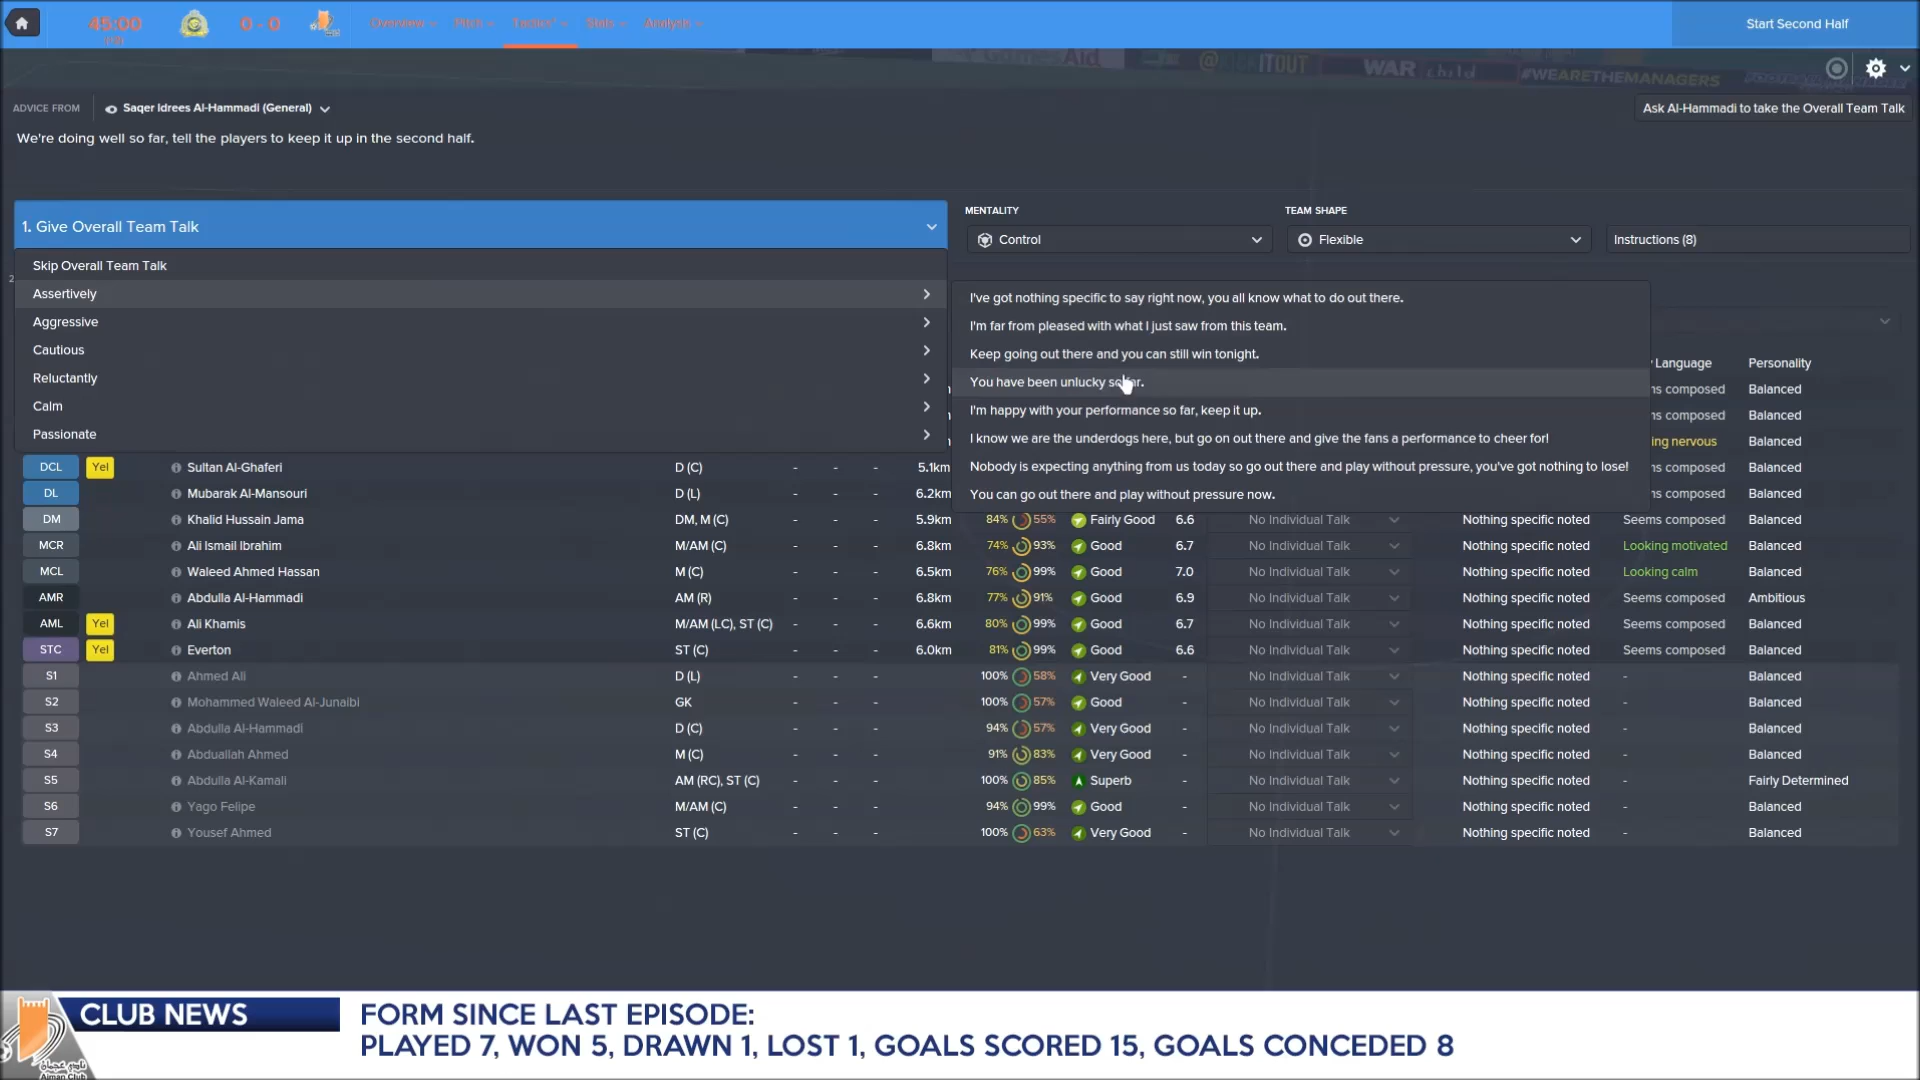 45:00
0 - 0
Overview
Pitch
Tactics
Stats
Analysis
Start Second Half
WAR child
#WEARETHEMANAGERS
ADVICE FROM
Saqer Idrees Al-Hammadi (General)
Ask Al-Hammadi to take the Overall Team Talk
We're doing well so far, tell the players to keep it up in the second half.
1. Give Overall Team Talk
MENTALITY
TEAM SHAPE
Control
Flexible
Instructions (8)
Skip Overall Team Talk
Assertively
Aggressive
Cautious
Reluctantly
Calm
Passionate
I've got nothing specific to say right now, you all know what to do out there.
I'm far from pleased with what I just saw from this team.
Keep going out there and you can still win tonight.
You have been unlucky so far.
I'm happy with your performance so far, keep it up.
I know we are the underdogs here, but go on out there and give the fans a performance to cheer for!
Nobody is expecting anything from us today so go out there and play without pressure, you've got nothing to lose!
You can go out there and play without pressure now.
Language Personality
composed Balanced
composed Balanced
nervous Balanced
DCL Yel Sultan Al-Ghaferi D (C) - - - 5.1km composed Balanced
DL Mubarak Al-Mansouri D (L) - - - 6.2km composed Balanced
DM Khalid Hussain Jama DM, M (C) - - - 5.9km 84% 55% Fairly Good 6.6 No Individual Talk Nothing specific noted Seems composed Balanced
MCR Ali Ismail Ibrahim M/AM (C) - - - 6.8km 74% 93% Good 6.7 No Individual Talk Nothing specific noted Looking motivated Balanced
MCL Waleed Ahmed Hassan M (C) - - - 6.5km 76% 99% Good 7.0 No Individual Talk Nothing specific noted Looking calm Balanced
AMR Abdulla Al-Hammadi AM (R) - - - 6.8km 77% 91% Good 6.9 No Individual Talk Nothing specific noted Seems composed Ambitious
AML Yel Ali Khamis M/AM (LC), ST (C) - - - 6.6km 80% 99% Good 6.7 No Individual Talk Nothing specific noted Seems composed Balanced
STC Yel Everton ST (C) - - - 6.0km 81% 99% Good 6.6 No Individual Talk Nothing specific noted Seems composed Balanced
S1 Ahmed Ali D (L) - - - 100% 58% Very Good - No Individual Talk Nothing specific noted - Balanced
S2 Mohammed Waleed Al-Junaibi GK - - - 100% 57% Good - No Individual Talk Nothing specific noted - Balanced
S3 Abdulla Al-Hammadi D (C) - - - 94% 57% Very Good - No Individual Talk Nothing specific noted - Balanced
S4 Abduallah Ahmed M (C) - - - 91% 83% Very Good - No Individual Talk Nothing specific noted - Balanced
S5 Abdulla Al-Kamali AM (RC), ST (C) - - - 100% 85% Superb - No Individual Talk Nothing specific noted - Fairly Determined
S6 Yago Felipe M/AM (C) - - - 94% 99% Good - No Individual Talk Nothing specific noted - Balanced
S7 Yousef Ahmed ST (C) - - - 100% 63% Very Good - No Individual Talk Nothing specific noted - Balanced
CLUB NEWS
FORM SINCE LAST EPISODE:
PLAYED 7, WON 5, DRAWN 1, LOST 1, GOALS SCORED 15, GOALS CONCEDED 8
Ajman Club